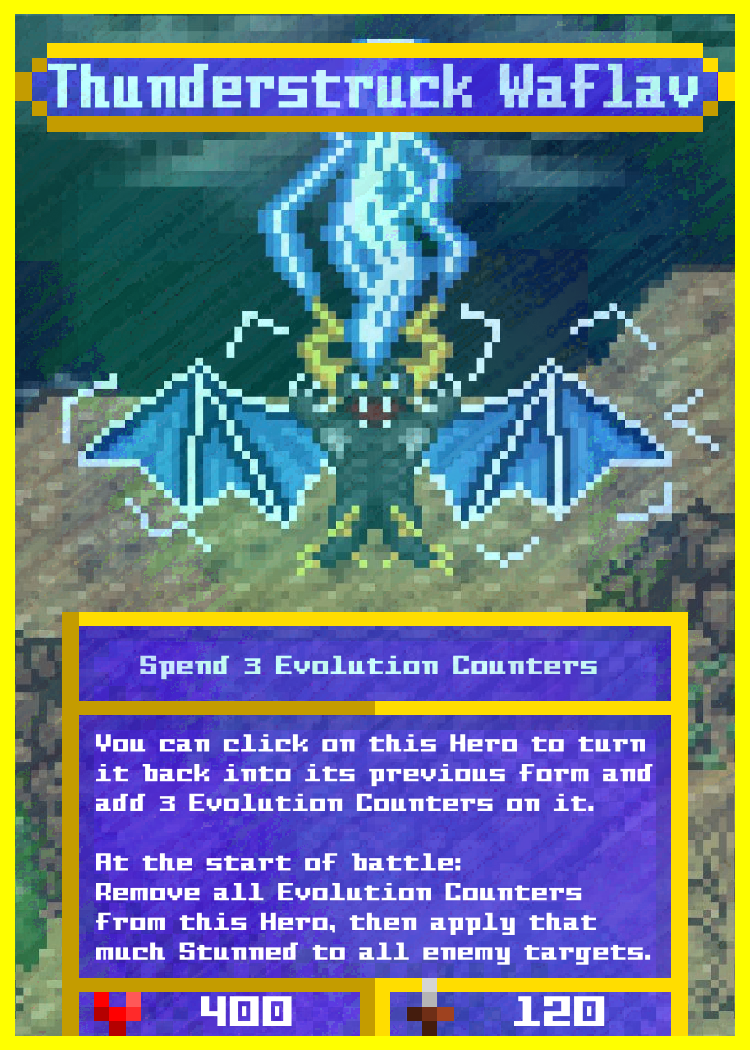 Thunderstruck Waflav
Spend 3 Evolution Counters
You can click on this Hero to turn
it back into its previous form and
add 3 Evolution Counters on it.
At the start of battle:
Remove all Evolution Counters
from this Hero, then apply that
much Stunned to all enemy targets.
400 120